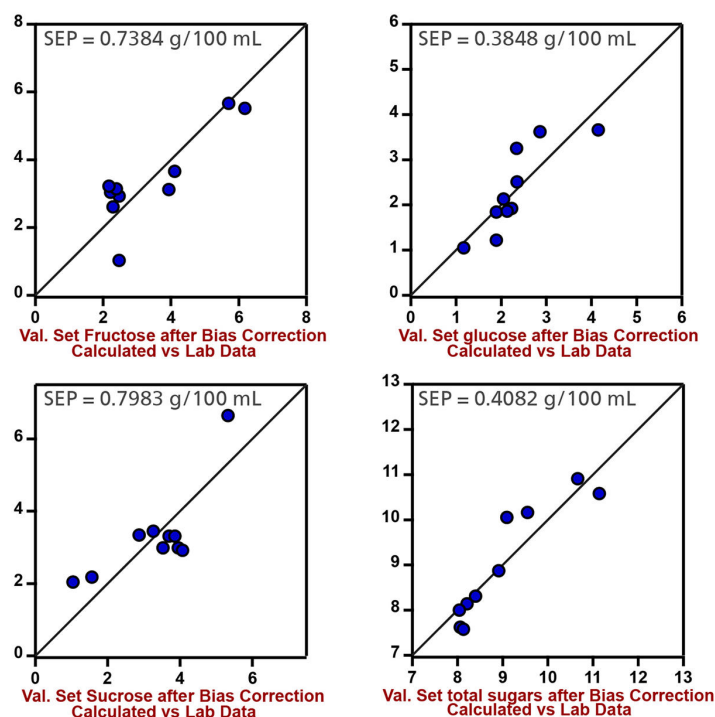 SEP = 0.7384 g/100 mL
8
6
4
2
0
0 2 4 6 8
Val. Set Fructose after Bias Correction
Calculated vs Lab Data
SEP = 0.3848 g/100 mL
6
5
4
3
2
1
0
0 1 2 3 4 5 6
Val. Set glucose after Bias Correction
Calculated vs Lab Data
SEP = 0.7983 g/100 mL
6
4
2
0
0 2 4 6
Val. Set Sucrose after Bias Correction
Calculated vs Lab Data
SEP = 0.4082 g/100 mL
13
12
11
10
9
8
7
7 8 9 10 11 12 13
Val. Set total sugars after Bias Correction
Calculated vs Lab Data